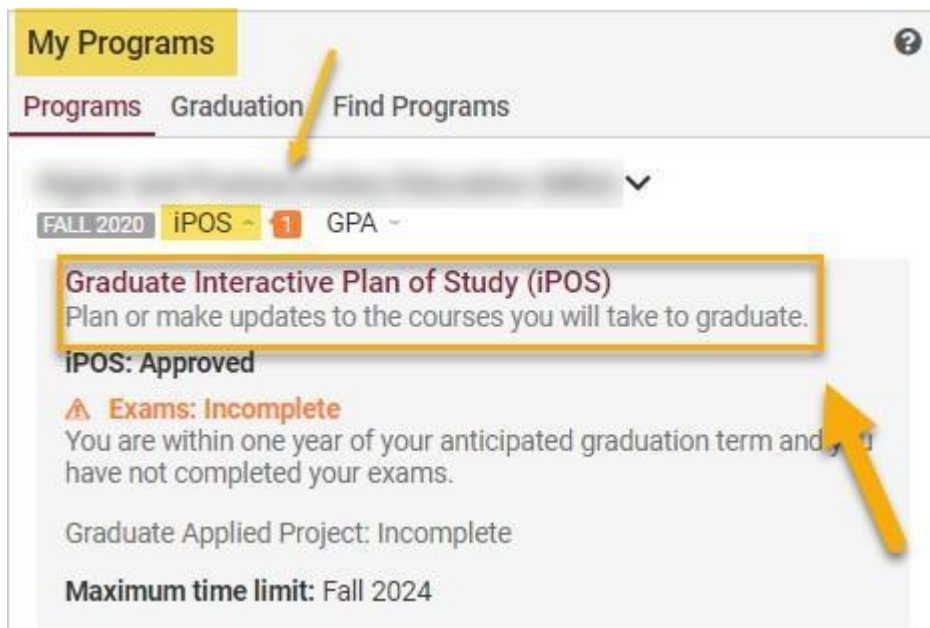 My Programs
Programs Graduation Find Programs
FALL 2020 iPOS 1 GPA
Graduate Interactive Plan of Study (iPOS)
Plan or make updates to the courses you will take to graduate.
iPOS: Approved
Exams: Incomplete
You are within one year of your anticipated graduation term and you
have not completed your exams.
Graduate Applied Project: Incomplete
Maximum time limit: Fall 2024